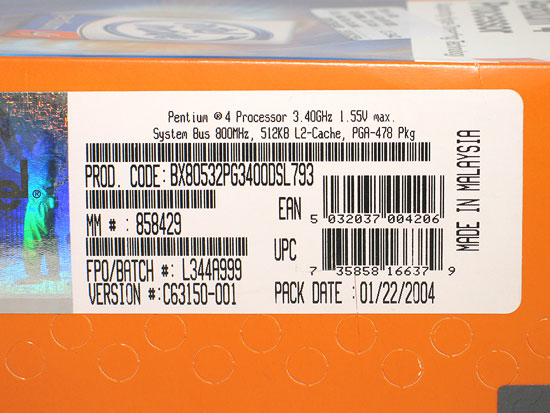 Pentium ® 4 Processor 3.40GHz 1.55V max.
System Bus 800MHz, 512KB L2-Cache, PGA-478 Pkg
PROD. CODE: BX80532PG3400DSL793
MM # : 858429
EAN
5 032037 004206
UPC
7 35858 16637 9
FPO/BATCH #: L344A999
VERSION #:C63150-001
PACK DATE : 01/22/2004
MADE IN MALAYSIA